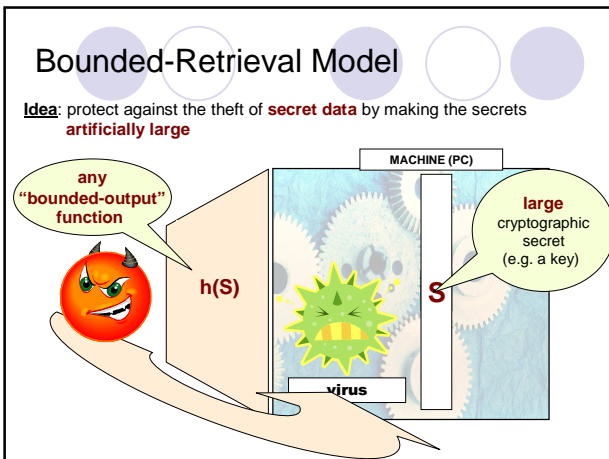 Bounded-Retrieval Model
Idea: protect against the theft of secret data by making the secrets
artificially large
MACHINE (PC)
any
"bounded-output"
function
large
cryptographic
secret
(e.g. a key)
h(S)
S
virus